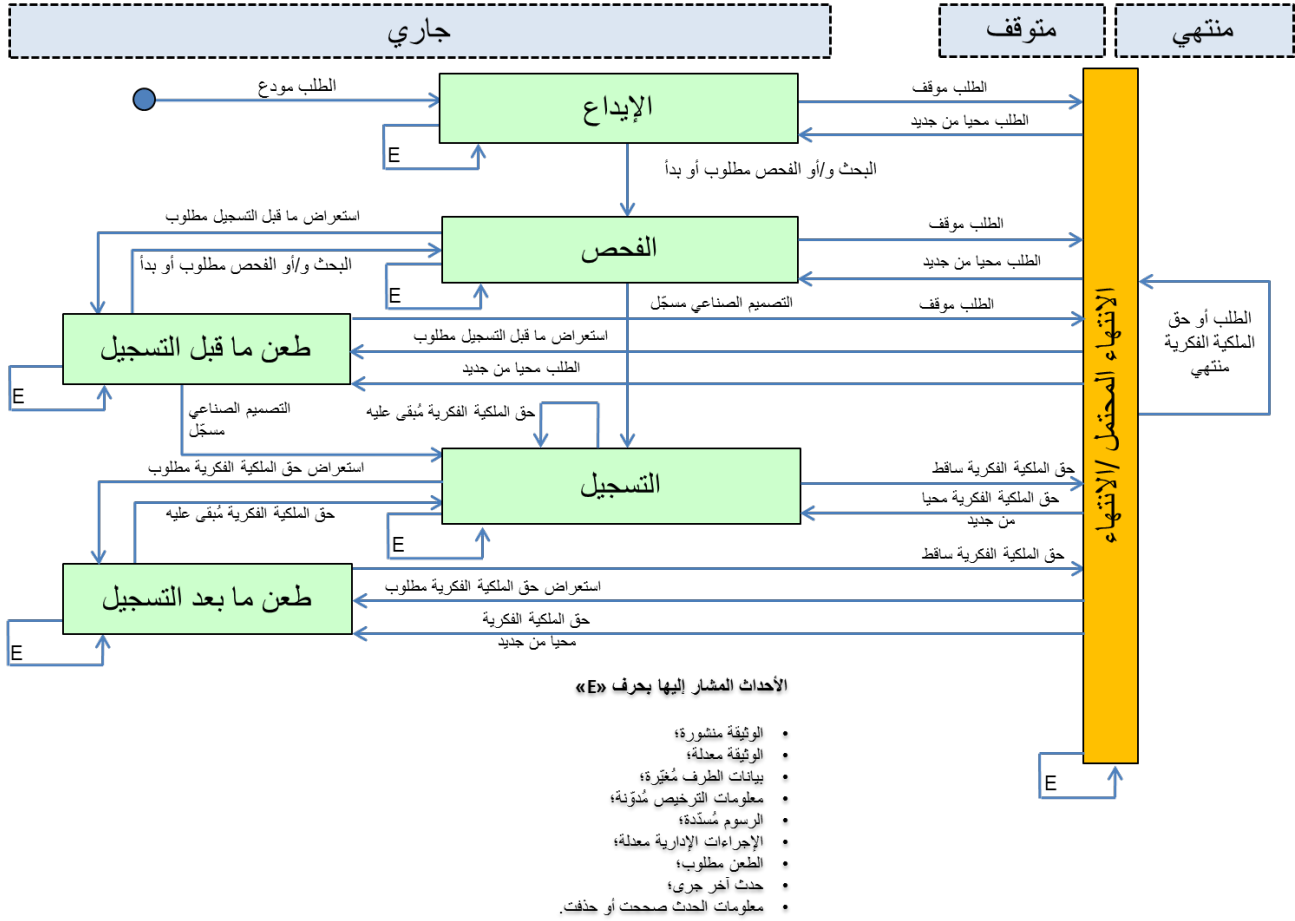 جاري
متوقف
منتهي
الطلب مودع
الإيداع
الطلب موقف
الطلب محيا من جديد
E
البحث و/أو الفحص مطلوب أو بدأ
استعراض ما قبل التسجيل مطلوب
الفحص
الطلب موقف
البحث و/أو الفحص مطلوب أو بدأ
الطلب محيا من جديد
E
التصميم الصناعي مسجّل
الطلب موقف
طعن ما قبل التسجيل
استعراض ما قبل التسجيل مطلوب
الطلب محيا من جديد
E
الانتهاء المحتمل /الانتهاء
الطلب أو حق
الملكية الفكرية
منتهي
التصميم الصناعي
مسجّل
حق الملكية الفكرية مُبقى عليه
استعراض حق الملكية الفكرية مطلوب
التسجيل
حق الملكية الفكرية ساقط
حق الملكية الفكرية محيا
من جديد
حق الملكية الفكرية مُبقى عليه
E
حق الملكية الفكرية ساقط
طعن ما بعد التسجيل
استعراض حق الملكية الفكرية مطلوب
حق الملكية الفكرية
محيا من جديد
E
الأحداث المشار إليها بحرف «E»
• الوثيقة منشورة؛
• الوثيقة معدلة؛
• بيانات الطرف مُغيّرة؛
• معلومات الترخيص مُدوّنة؛
• الرسوم مُسدّدة؛
• الإجراءات الإدارية معدلة؛
• الطعن مطلوب؛
• حدث آخر جرى؛
• معلومات الحدث صححت أو حذفت.
E